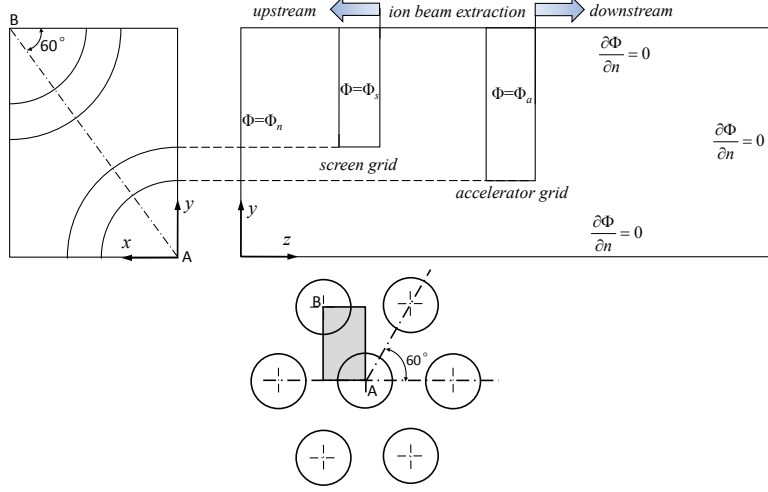 upstream
ion beam extraction
downstream
B
60°
∂Φ/∂n = 0
Φ=Φs
Φ=Φa
Φ=Φn
∂Φ/∂n = 0
screen grid
accelerator grid
y
y
∂Φ/∂n = 0
x
z
A
B
60°
A